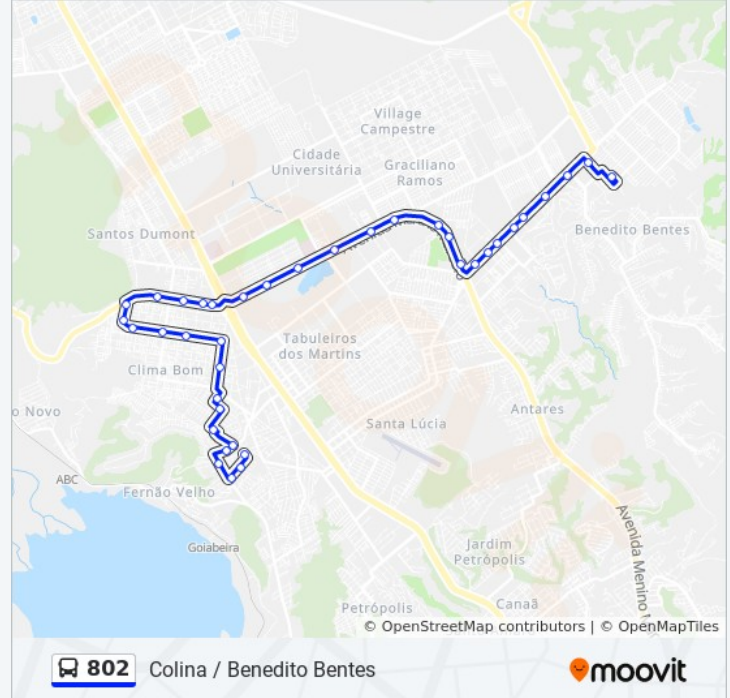 Village
Campestre
Cidade
Universitária
Graciliano
Ramos
Santos Dumont
Benedito Bentes
Tabuleiros
dos Martins
Clima Bom
o Novo
Santa Lúcia
Antares
ABC
Fernão Velho
Goiabeira
Avenida Menino M
Jardim
Petrópolis
Petrópolis
Canaã
© OpenStreetMap contributors | © OpenMapTiles
802 Colina / Benedito Bentes
moovit